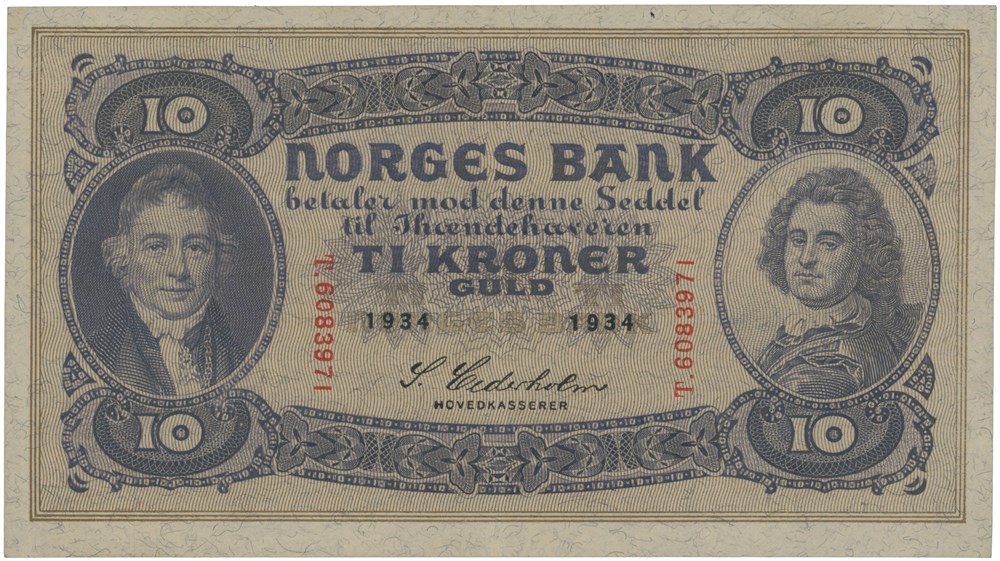 10
10
NORGES BANK
betaler mod denne Seddel
til Ihændehaveren
TI KRONER
GULD
T.6083971
1934
1934
T.6083971
S. Cederholm
HOVEDKASSERER
10
10